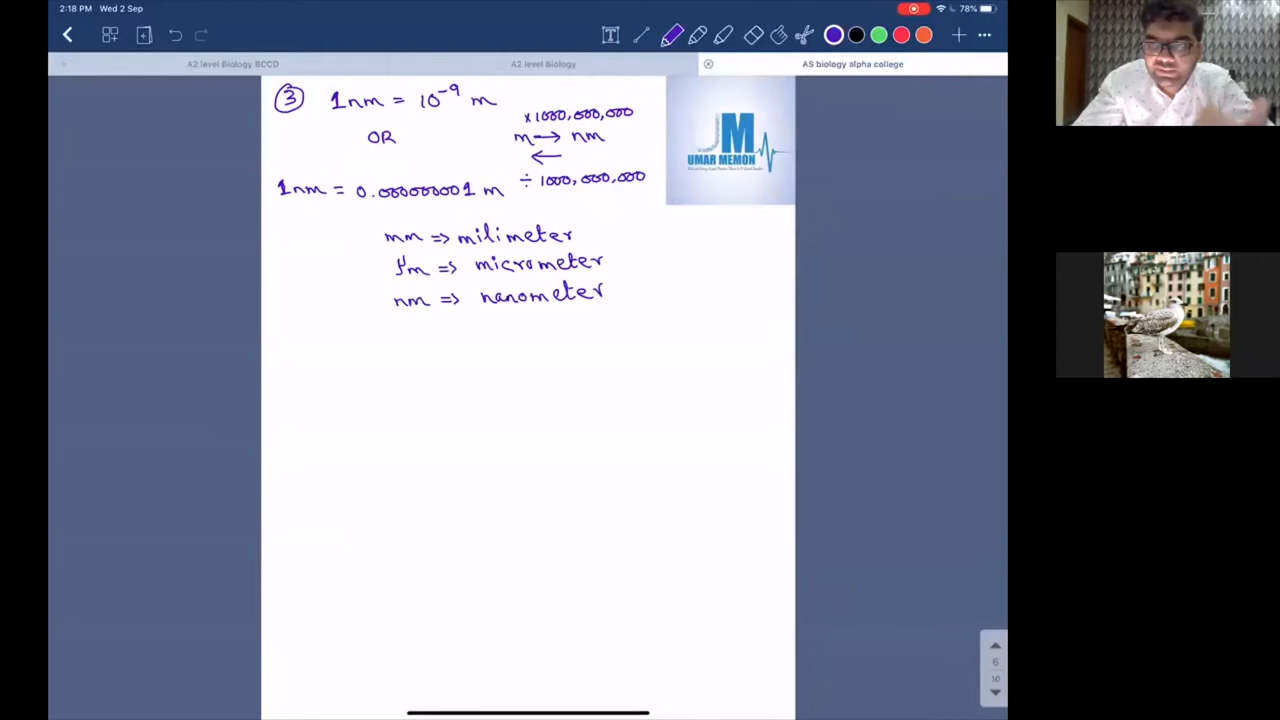 2:18 PM Wed 2 Sep
78%
A2 level Biology BCCD
A2 level Biology
AS biology alpha college
3 1nm = 10⁻⁹ m
OR
×1000,000,000
m → nm
←
÷ 1000,000,000
1nm = 0.000000001 m
UMAR MEMON
mm => milimeter
μm => micrometer
nm => nanometer
6
10